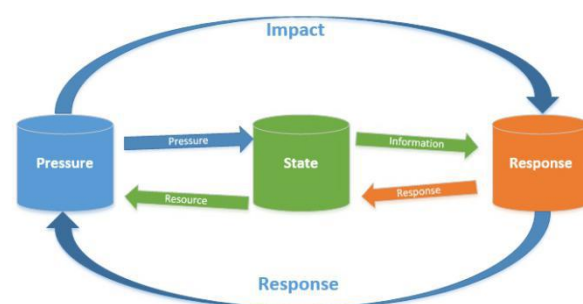 Impact
Pressure
Pressure
State
Information
Response
Resource
Response
Response